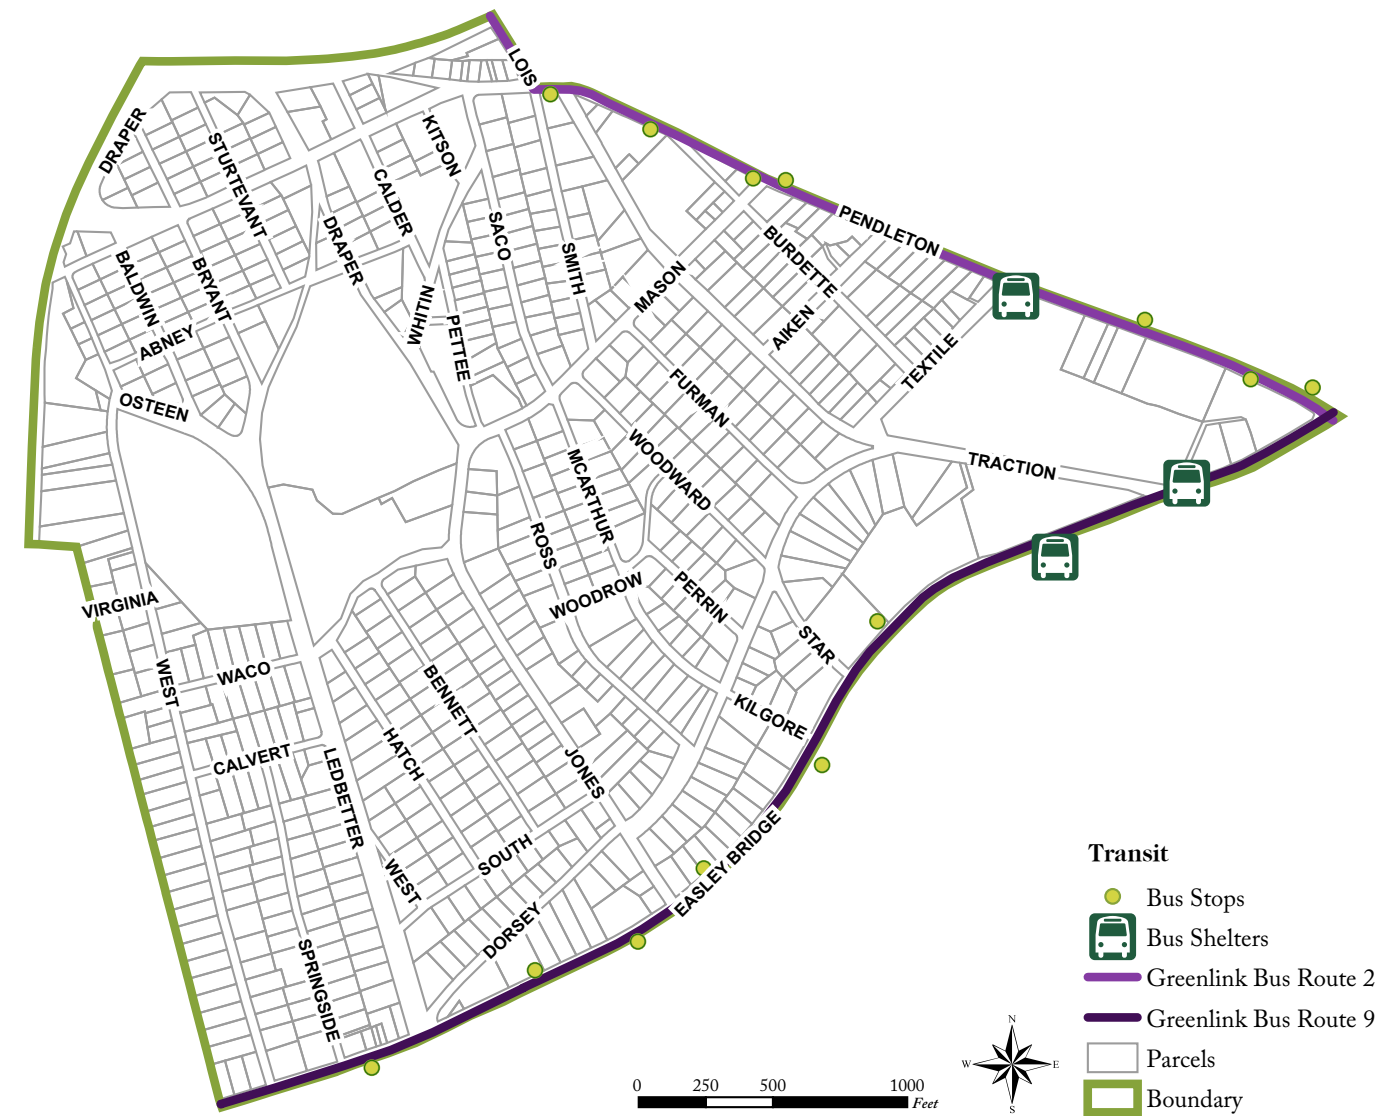 LOIS
DRAPER
STURTEVANT
KITSON
CALDER
SACO
SMITH
DRAPER
PENDLETON
BURDETTE
BALDWIN
BRYANT
ABNEY
WHITIN
PETTEE
MASON
AIKEN
TEXTILE
OSTEEN
FURMAN
WOODWARD
MCARTHUR
TRACTION
ROSS
WOODROW
PERRIN
VIRGINIA
STAR
WEST
WACO
BENNETT
KILGORE
CALVERT
HATCH
JONES
LEDBETTER
SOUTH
WEST
EASLEY BRIDGE
DORSEY
SPRINGSIDE
Transit
Bus Stops
Bus Shelters
Greenlink Bus Route 2
Greenlink Bus Route 9
Parcels
Boundary
N
W E
S
0 250 500 1000
Feet